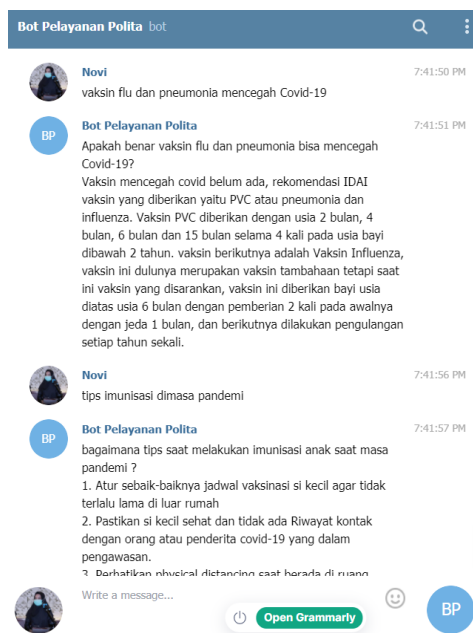 Bot Pelayanan Polita bot
Novi 7:41:50 PM
vaksin flu dan pneumonia mencegah Covid-19
BP
Bot Pelayanan Polita 7:41:51 PM
Apakah benar vaksin flu dan pneumonia bisa mencegah
Covid-19?
Vaksin mencegah covid belum ada, rekomendasi IDAI
vaksin yang diberikan yaitu PVC atau pneumonia dan
influenza. Vaksin PVC diberikan dengan usia 2 bulan, 4
bulan, 6 bulan dan 15 bulan selama 4 kali pada usia bayi
dibawah 2 tahun. vaksin berikutnya adalah Vaksin Influenza,
vaksin ini dulunya merupakan vaksin tambahaan tetapi saat
ini vaksin yang disarankan, vaksin ini diberikan bayi usia
diatas usia 6 bulan dengan pemberian 2 kali pada awalnya
dengan jeda 1 bulan, dan berikutnya dilakukan pengulangan
setiap tahun sekali.
Novi 7:41:56 PM
tips imunisasi dimasa pandemi
BP
Bot Pelayanan Polita 7:41:57 PM
bagaimana tips saat melakukan imunisasi anak saat masa
pandemi ?
1. Atur sebaik-baiknya jadwal vaksinasi si kecil agar tidak
terlalu lama di luar rumah
2. Pastikan si kecil sehat dan tidak ada Riwayat kontak
dengan orang atau penderita covid-19 yang dalam
pengawasan.
3. Perhatikan physical distancing saat berada di ruang
Write a message...
Open Grammarly
BP